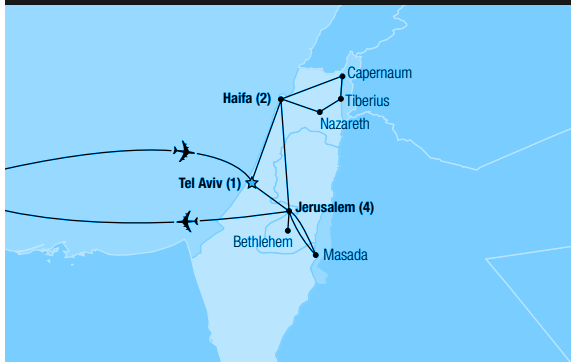 Capernaum
Haifa (2)
Tiberius
Nazareth
Tel Aviv (1)
Jerusalem (4)
Bethlehem
Masada